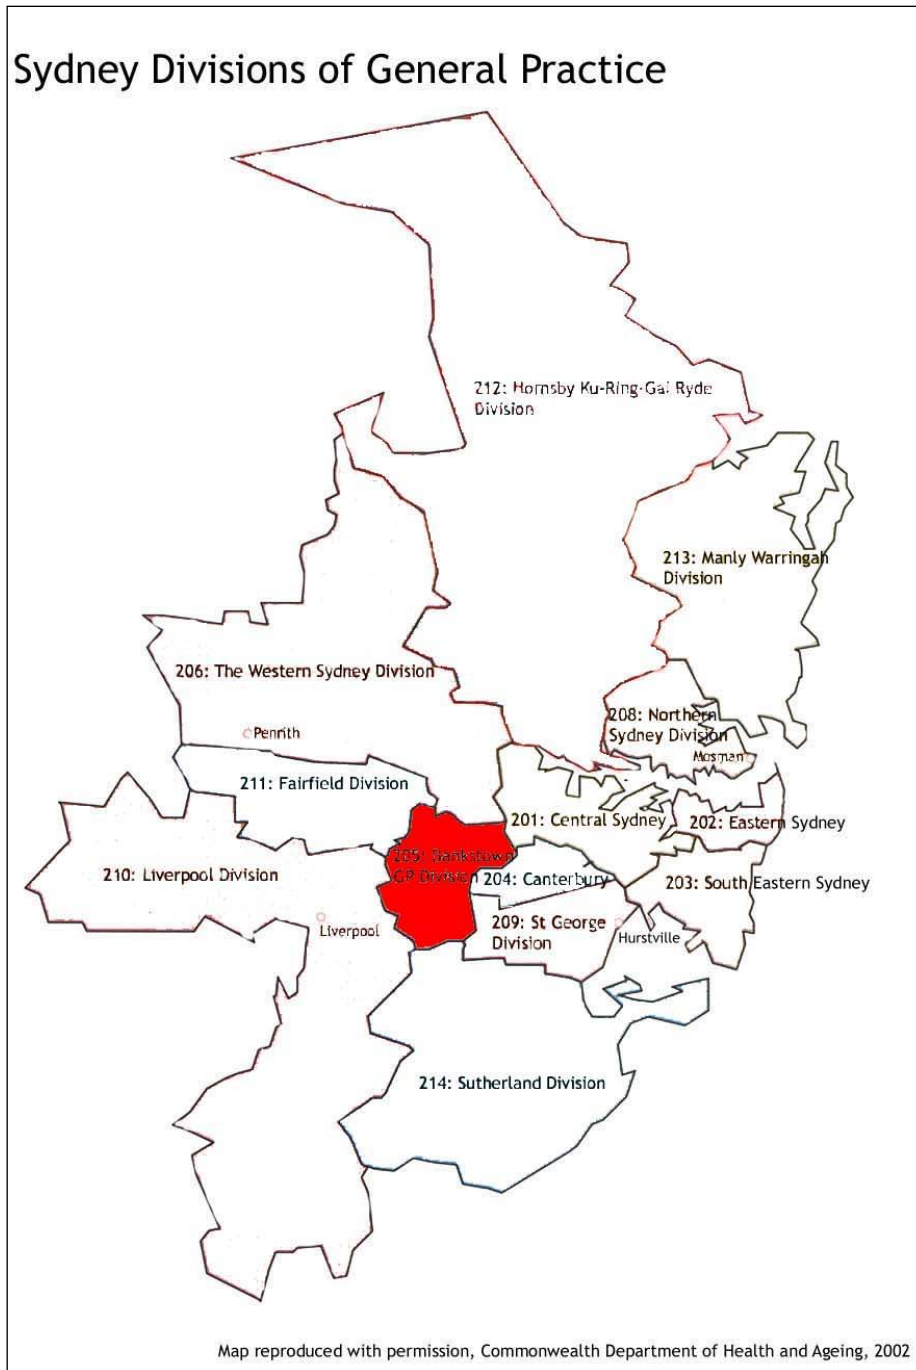 Sydney Divisions of General Practice
212: Hornsby Ku-Ring-Gai Ryde
Division
213: Manly Warringah
Division
206: The Western Sydney Division
208: Northern
Sydney Division
Penrith
Mosman
211: Fairfield Division
201: Central Sydney
202: Eastern Sydney
205: Bankstown
GP Division
210: Liverpool Division
204: Canterbury
203: South Eastern Sydney
209: St George
Division
Liverpool
Hurstville
214: Sutherland Division
Map reproduced with permission, Commonwealth Department of Health and Ageing, 2002